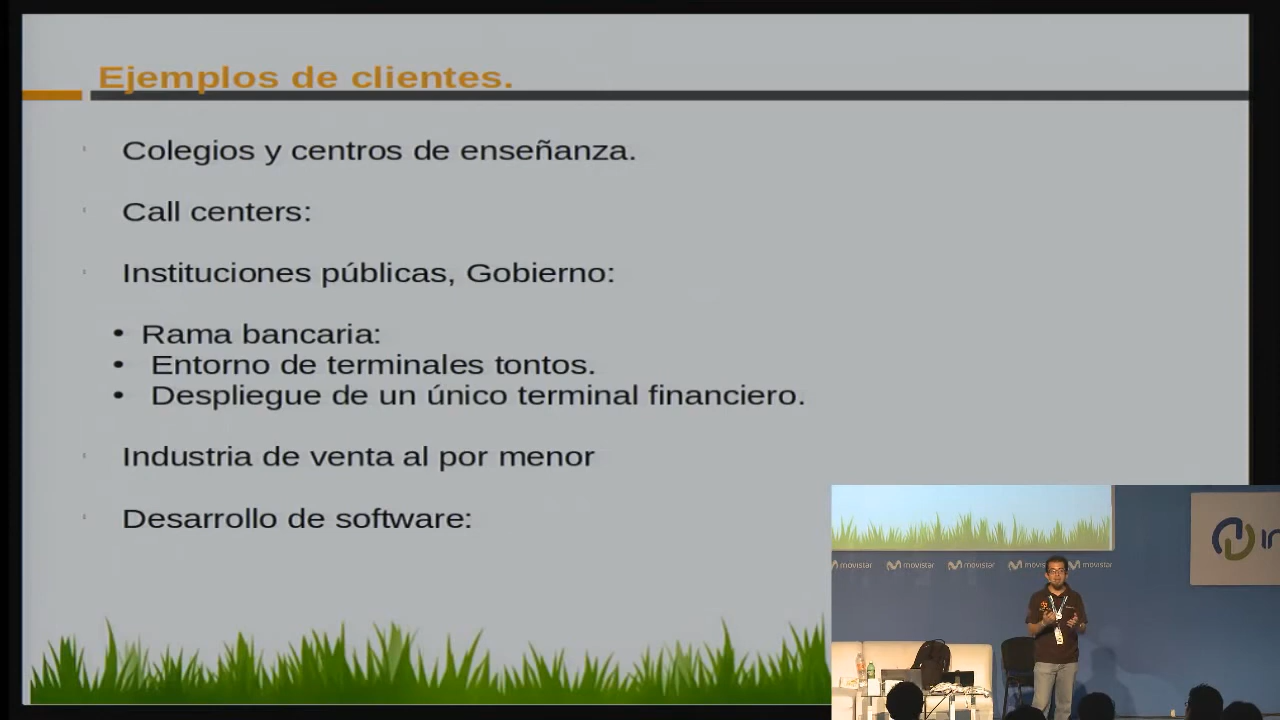 Ejemplos de clientes.
Colegios y centros de enseñanza.
Call centers:
Instituciones públicas, Gobierno:
• Rama bancaria:
• Entorno de terminales tontos.
• Despliegue de un único terminal financiero.
Industria de venta al por menor
Desarrollo de software:
movistar movistar movistar movistar